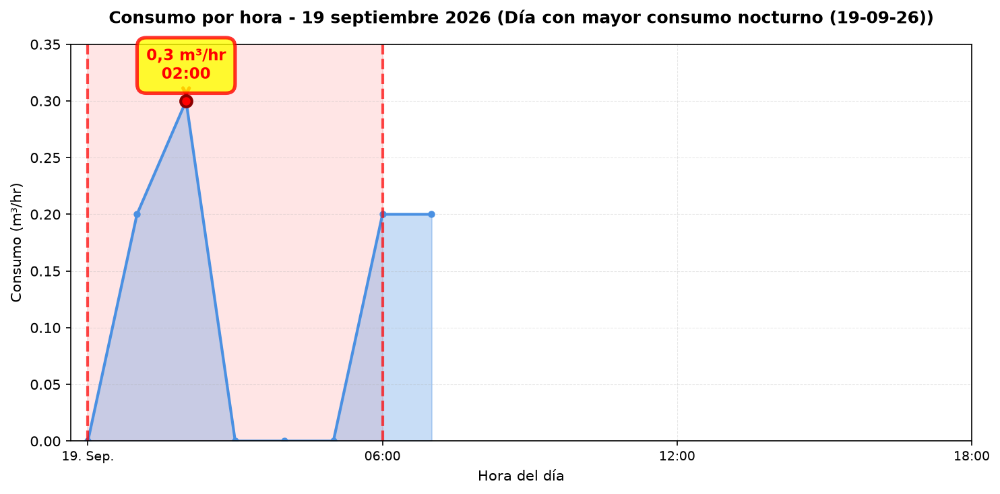 Consumo por hora - 19 septiembre 2026 (Día con mayor consumo nocturno (19-09-26))
0,3 m³/hr
02:00
0.35
0.30
0.25
0.20
0.15
0.10
0.05
0.00
Consumo (m³/hr)
19. Sep.
06:00
12:00
18:00
Hora del día